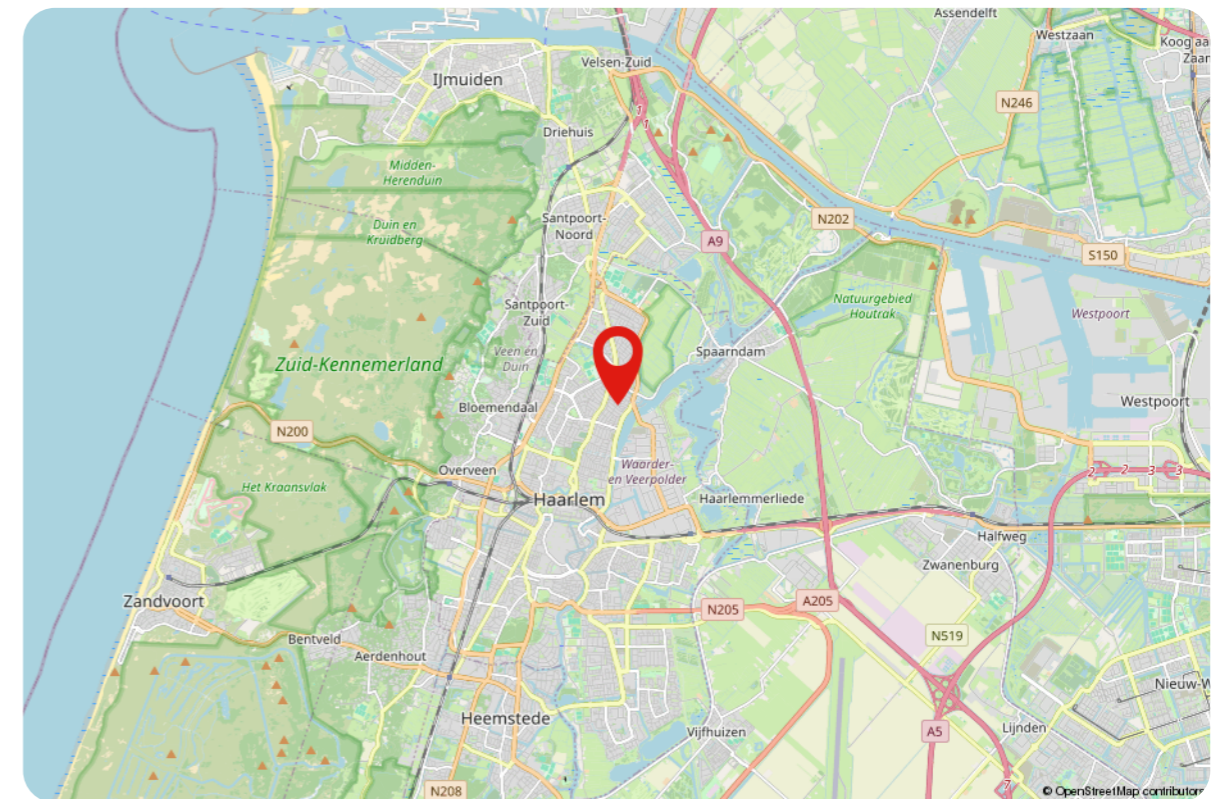 Assendelft
Westzaan
Koog aa
Zaan
IJmuiden
Velsen-Zuid
N246
1
1
Driehuis
Midden-
Herenduin
Duin en
Kruidberg
Santpoort-
Noord
N202
A9
S150
Santpoort-
Zuid
Natuurgebied
Houtrak
Westpoort
Veen en
Duin
Spaarndam
Zuid-Kennemerland
Bloemendaal
Westpoort
N200
Overveen
Waarder-
en Veerpolder
2
2
3
3
Het Kraansvlak
Haarlem
Haarlemmerliede
Halfweg
Zwanenburg
Zandvoort
A205
N205
N519
Bentveld
Aerdenhout
Nieuw-W
Heemstede
Vijfhuizen
A5
Lijnden
7
N208
© OpenStreetMap contributors